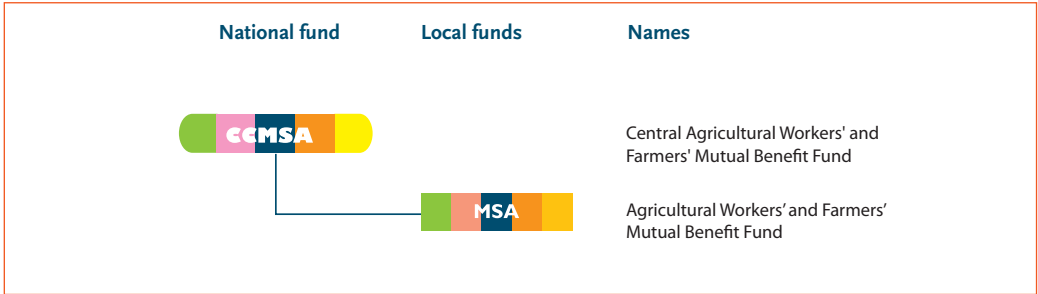 National fund Local funds Names
CCMSA
Central Agricultural Workers' and
Farmers' Mutual Benefit Fund
MSA
Agricultural Workers’ and Farmers’
Mutual Benefit Fund